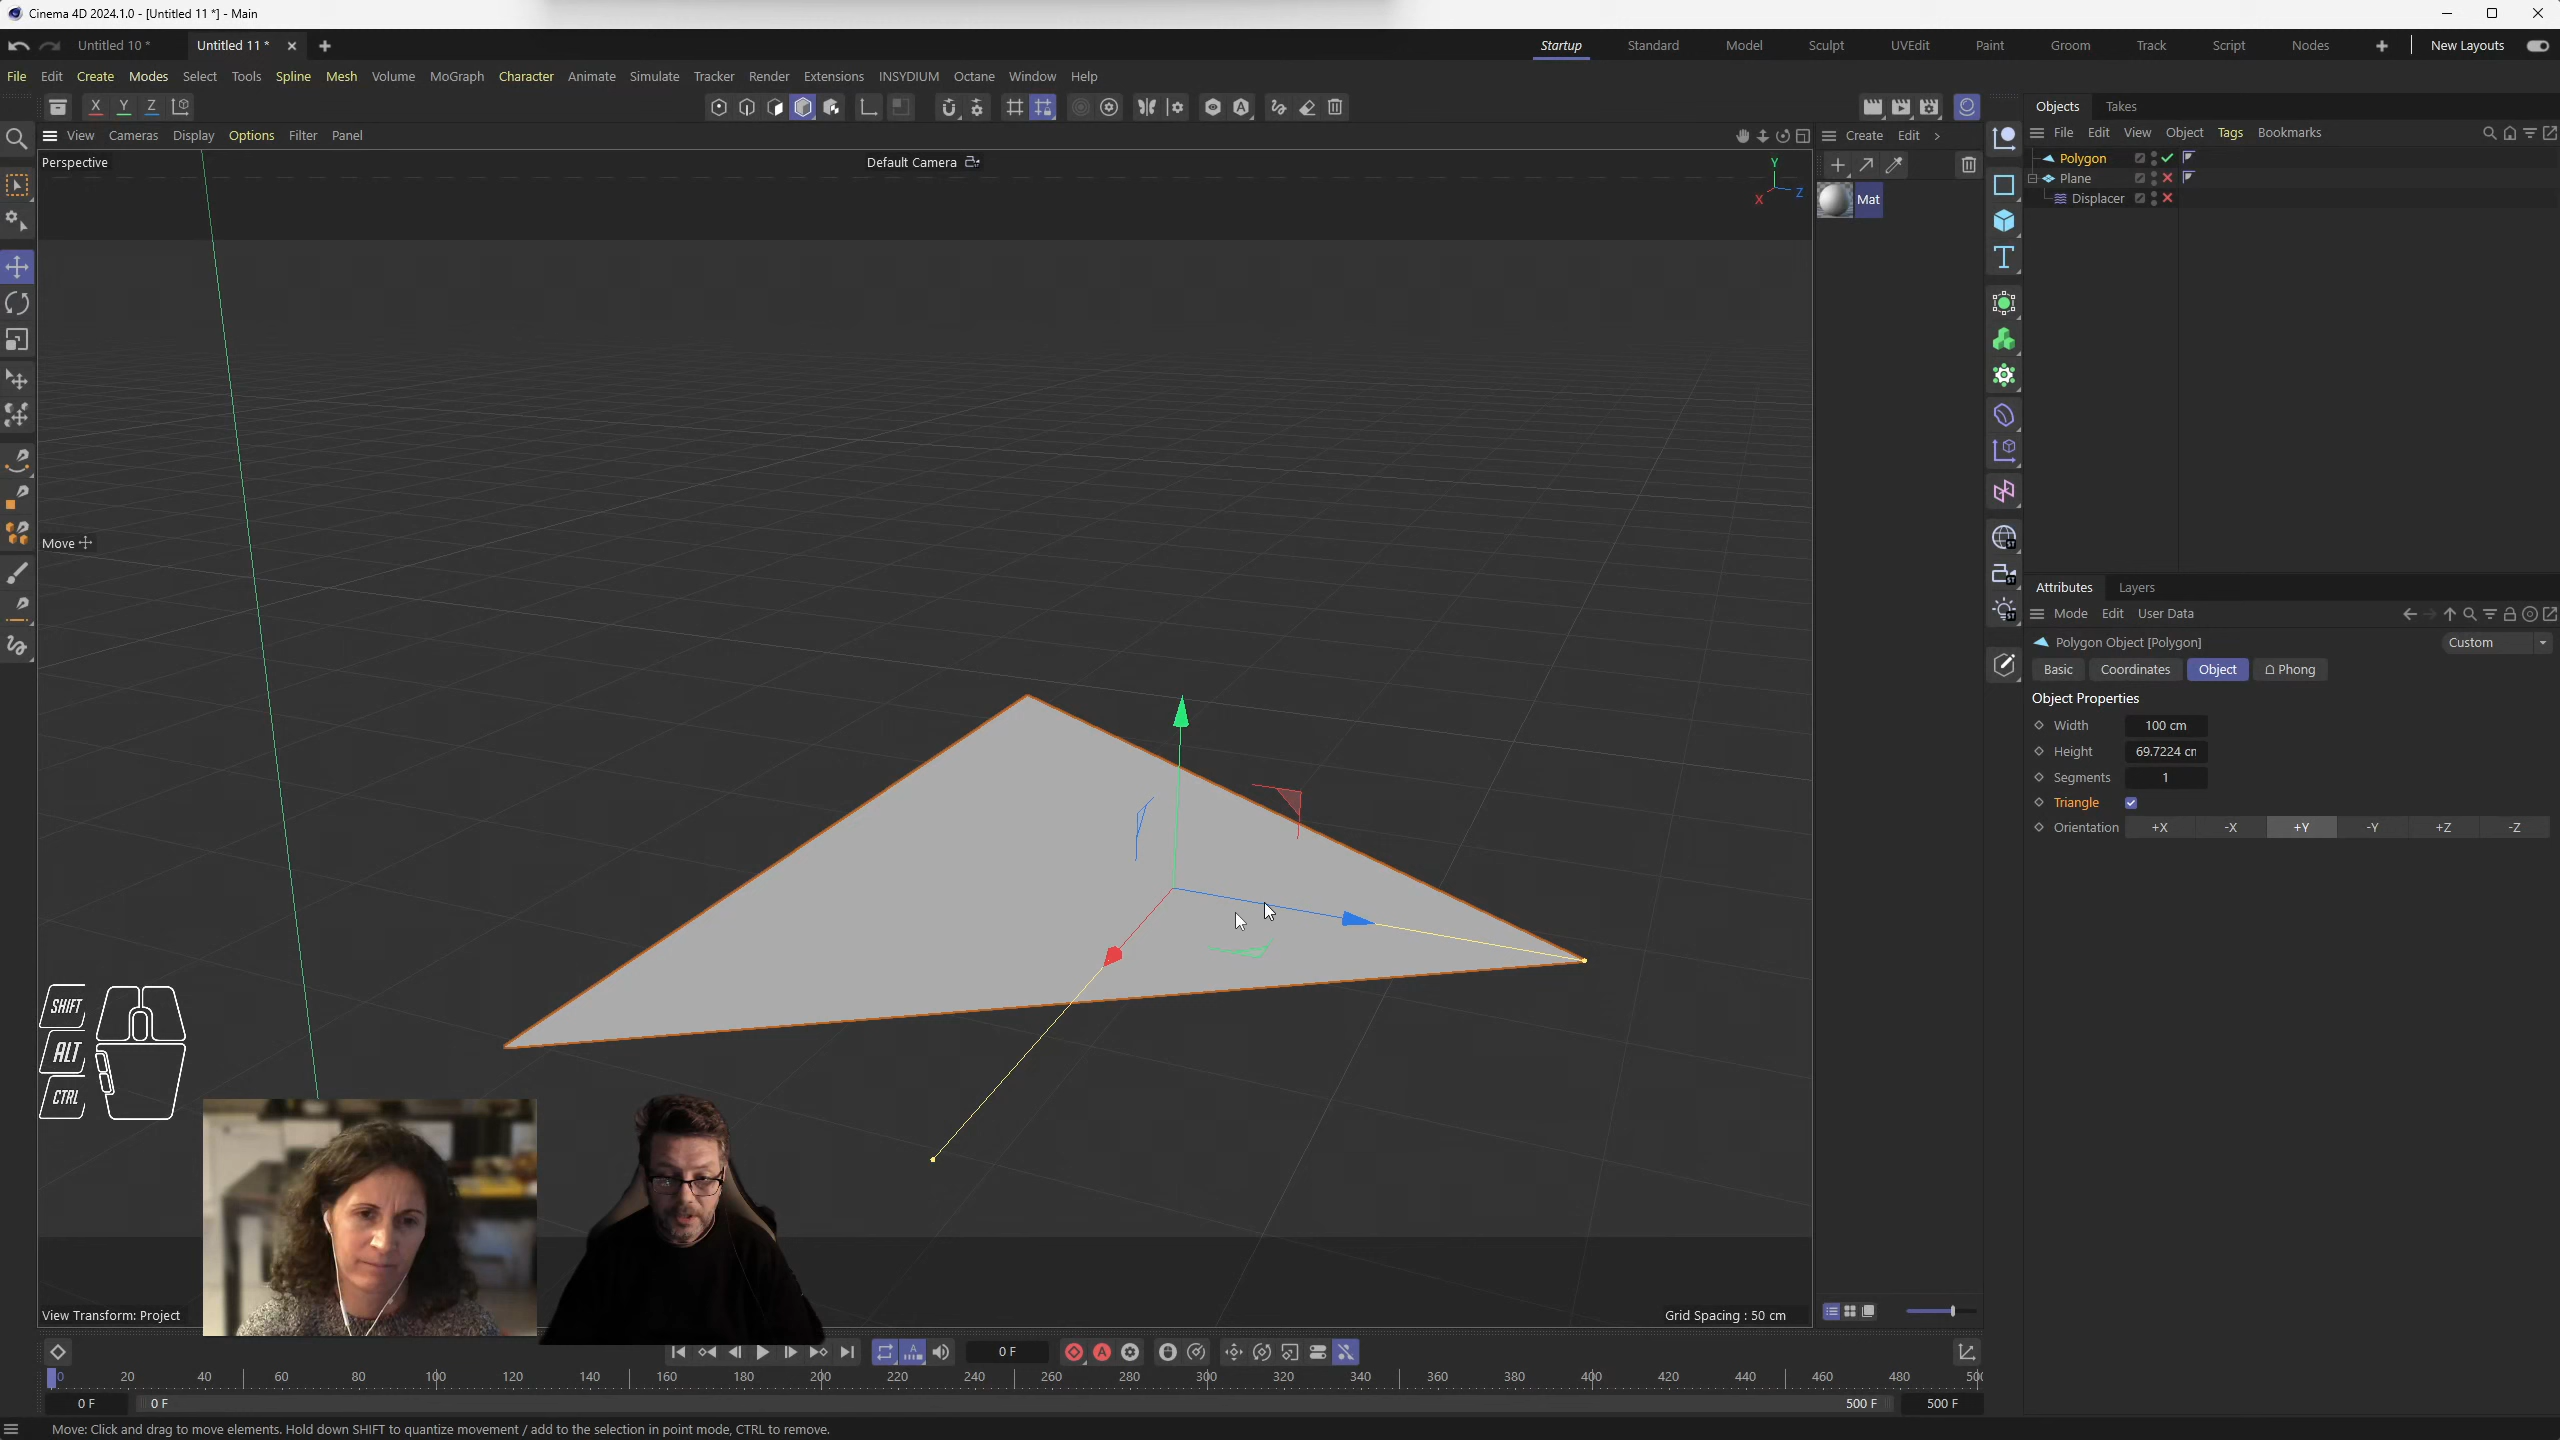 Cinema 4D 2024.1.0 - [Untitled 11 *] - Main
Untitled 10 *
Untitled 11 *
Startup
Standard
Model
Sculpt
UVEdit
Paint
Groom
Track
Script
Nodes
New Layouts
File Edit Create Modes Select Tools Spline Mesh Volume MoGraph Character Animate Simulate Tracker Render Extensions INSYDIUM Octane Window Help
X Y Z
View Cameras Display Options Filter Panel
Create Edit
Perspective
Default Camera
Y
X
Z
Mat
Move
SHIFT
ALT
CTRL
View Transform: Project
Grid Spacing : 50 cm
Objects
Takes
File Edit View Object Tags Bookmarks
Polygon
Plane
Displacer
Attributes
Layers
Mode Edit User Data
Polygon Object [Polygon]
Custom
Basic
Coordinates
Object
Phong
Object Properties
Width 100 cm
Height 69.7224 cm
Segments 1
Triangle
Orientation +X -X +Y -Y +Z -Z
0 F
0 20 40 60 80 100 120 140 160 180 200 220 240 260 280 300 320 340 360 380 400 420 440 460 480 50
0 F 0 F 500 F 500 F
Move: Click and drag to move elements. Hold down SHIFT to quantize movement / add to the selection in point mode, CTRL to remove.